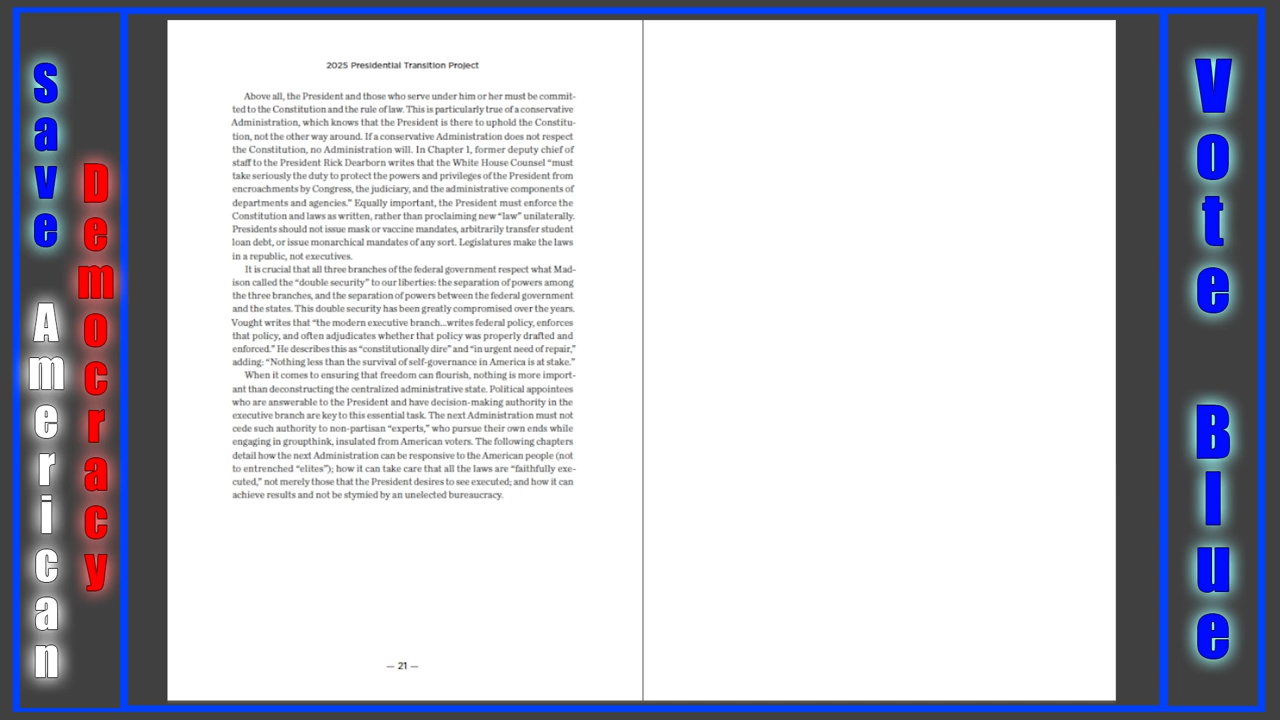 Save American
Democracy
2025 Presidential Transition Project
Above all, the President and those who serve under him or her must be commit-
ted to the Constitution and the rule of law. This is particularly true of a conservative
Administration, which knows that the President is there to uphold the Constitu-
tion, not the other way around. If a conservative Administration does not respect
the Constitution, no Administration will. In Chapter 1, former deputy chief of
staff to the President Rick Dearborn writes that the White House Counsel “must
take seriously the duty to protect the powers and privileges of the President from
encroachments by Congress, the judiciary, and the administrative components of
departments and agencies.” Equally important, the President must enforce the
Constitution and laws as written, rather than proclaiming new “law” unilaterally.
Presidents should not issue mask or vaccine mandates, arbitrarily transfer student
loan debt, or issue monarchical mandates of any sort. Legislatures make the laws
in a republic, not executives.
It is crucial that all three branches of the federal government respect what Mad-
ison called the “double security” to our liberties: the separation of powers among
the three branches, and the separation of powers between the federal government
and the states. This double security has been greatly compromised over the years.
Vought writes that “the modern executive branch…writes federal policy, enforces
that policy, and often adjudicates whether that policy was properly drafted and
enforced.” He describes this as “constitutionally dire” and “in urgent need of repair,”
adding: “Nothing less than the survival of self-governance in America is at stake.”
When it comes to ensuring that freedom can flourish, nothing is more import-
ant than deconstructing the centralized administrative state. Political appointees
who are answerable to the President and have decision-making authority in the
executive branch are key to this essential task. The next Administration must not
cede such authority to non-partisan “experts,” who pursue their own ends while
engaging in groupthink, insulated from American voters. The following chapters
detail how the next Administration can be responsive to the American people (not
to entrenched “elites”); how it can take care that all the laws are “faithfully exe-
cuted,” not merely those that the President desires to see executed; and how it can
achieve results and not be stymied by an unelected bureaucracy.
— 21 —
Vote Blue